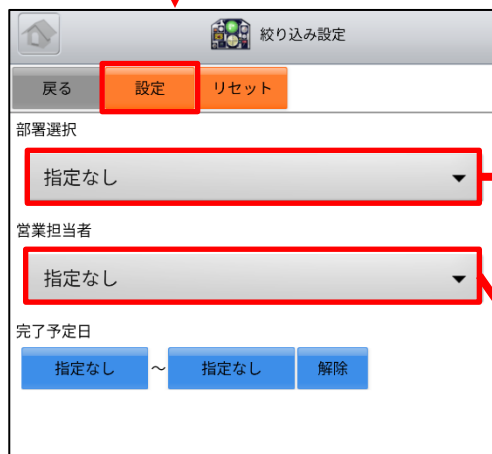 絞り込み設定
戻る 設定 リセット
部署選択
指定なし
営業担当者
指定なし
完了予定日
指定なし ～ 指定なし 解除